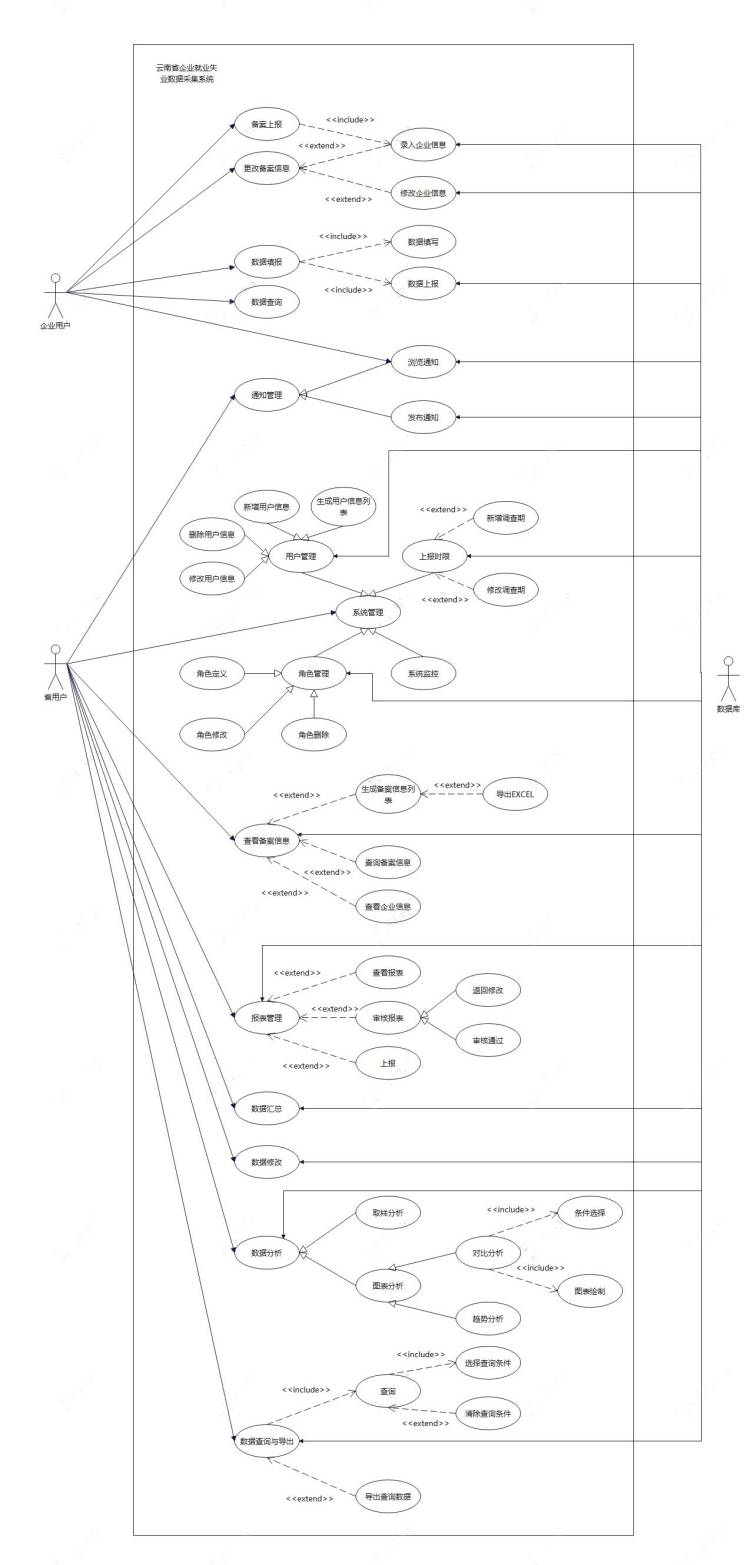 云南省企业就业失
业数据采集系统
备案上报
<<include>>
<<extend>>
录入企业信息
更改备案信息
修改企业信息
<<extend>>
<<include>>
数据填写
数据填报
数据上报
<<include>>
数据查询
企业用户
浏览通知
通知管理
发布通知
生成用户信息列
表
新增用户信息
<<extend>>
新增调查期
删除用户信息
用户管理
上报时限
修改用户信息
修改调查期
<<extend>>
系统管理
角色定义
角色管理
系统监控
省用户
数据库
角色修改
角色删除
<<extend>>
生成备案信息列
表
<<extend>>
导出EXCEL
查看备案信息
查询备案信息
<<extend>>
<<extend>>
查看企业信息
<<extend>>
查看报表
退回修改
<<extend>>
报表管理
审核报表
审核通过
<<extend>>
上报
数据汇总
数据修改
取样分析
<<include>>
条件选择
数据分析
对比分析
<<include>>
图表分析
图表绘制
趋势分析
<<include>>
选择查询条件
<<include>>
查询
清除查询条件
<<extend>>
数据查询与导出
<<extend>>
导出查询数据